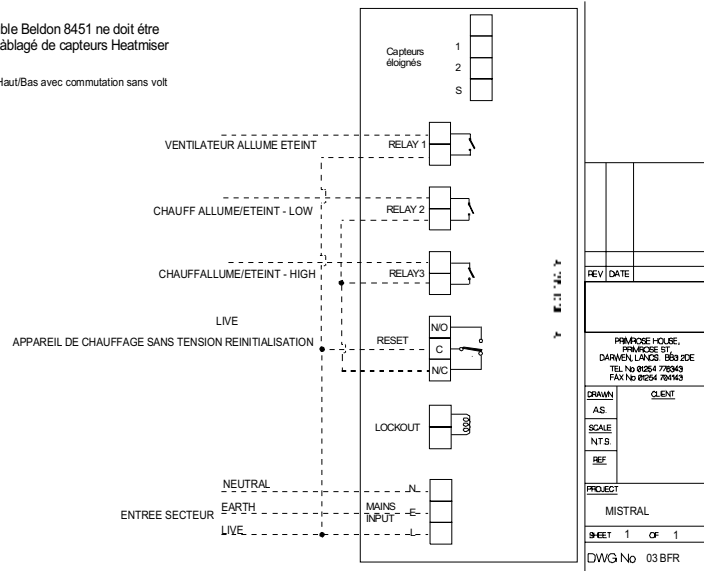 ble Beldon 8451 ne doit étre
àblagé de capteurs Heatmiser
Haut/Bas avec commutation sans volt
Capteurs
éloignés
1
2
S
VENTILATEUR ALLUME ETEINT
RELAY 1
CHAUFF ALLUME/ETEINT - LOW
RELAY 2
CHAUFFALLUME/ETEINT - HIGH
RELAY3
LIVE
APPAREIL DE CHAUFFAGE SANS TENSION REINITIALISATION
RESET
N/O
C
N/C
LOCKOUT
NEUTRAL
N
ENTREE SECTEUR
EARTH
MAINS
INPUT
E
LIVE
L
REV DATE
PRIMROSE HOUSE,
PRIMROSE ST,
DARWEN, LANCS. BB3 2DE
TEL No 01254 776343
FAX No 01254 704143
DRAWN
A.S.
CLIENT
SCALE
N.T.S.
REF
PROJECT
MISTRAL
SHEET 1 OF 1
DWG No 03 BFR